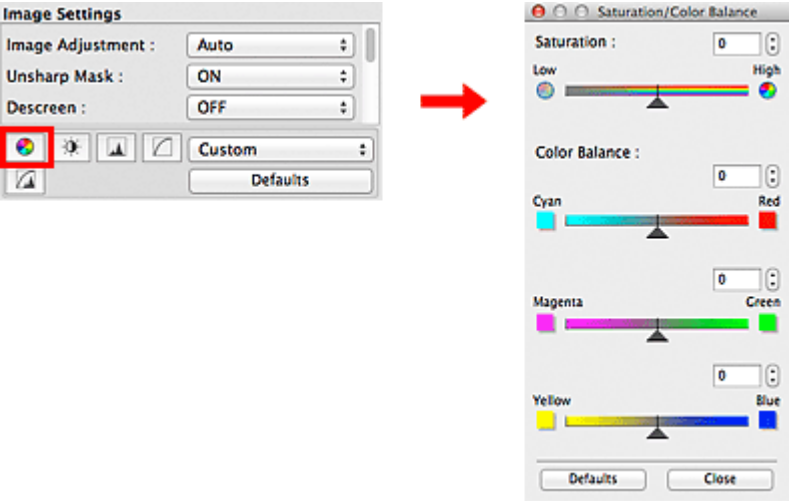 Image Settings
Image Adjustment : Auto
Unsharp Mask : ON
Descreen : OFF
Custom
Defaults
Saturation/Color Balance
Saturation : 0
Low High
Color Balance :
0
Cyan Red
0
Magenta Green
0
Yellow Blue
Defaults Close